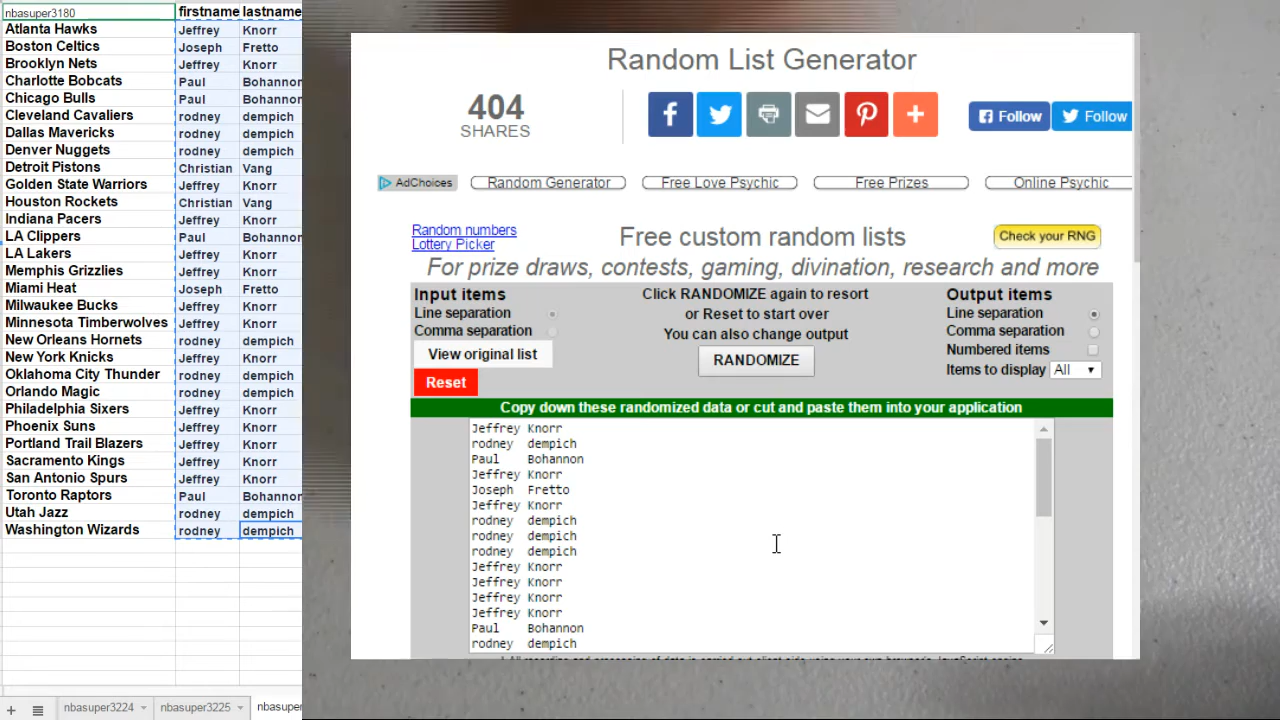 nbasuper3180 firstname lastname
Atlanta Hawks Jeffrey Knorr
Boston Celtics Joseph Fretto
Brooklyn Nets Jeffrey Knorr
Charlotte Bobcats Paul Bohannon
Chicago Bulls Paul Bohannon
Cleveland Cavaliers rodney dempich
Dallas Mavericks rodney dempich
Denver Nuggets rodney dempich
Detroit Pistons Christian Vang
Golden State Warriors Jeffrey Knorr
Houston Rockets Christian Vang
Indiana Pacers Jeffrey Knorr
LA Clippers Paul Bohannon
LA Lakers Jeffrey Knorr
Memphis Grizzlies Jeffrey Knorr
Miami Heat Joseph Fretto
Milwaukee Bucks Jeffrey Knorr
Minnesota Timberwolves Jeffrey Knorr
New Orleans Hornets rodney dempich
New York Knicks Jeffrey Knorr
Oklahoma City Thunder rodney dempich
Orlando Magic rodney dempich
Philadelphia Sixers Jeffrey Knorr
Phoenix Suns Jeffrey Knorr
Portland Trail Blazers Jeffrey Knorr
Sacramento Kings Jeffrey Knorr
San Antonio Spurs Jeffrey Knorr
Toronto Raptors Paul Bohannon
Utah Jazz rodney dempich
Washington Wizards rodney dempich
nbasuper3224 nbasuper3225 nbasuper
Random List Generator
404
SHARES
Follow Follow
AdChoices Random Generator Free Love Psychic Free Prizes Online Psychic
Random numbers
Lottery Picker
Free custom random lists
Check your RNG
For prize draws, contests, gaming, divination, research and more
Input items
Line separation
Comma separation
View original list
Reset
Click RANDOMIZE again to resort
or Reset to start over
You can also change output
RANDOMIZE
Output items
Line separation
Comma separation
Numbered items
Items to display All
Copy down these randomized data or cut and paste them into your application
Jeffrey Knorr
rodney dempich
Paul Bohannon
Jeffrey Knorr
Joseph Fretto
Jeffrey Knorr
rodney dempich
rodney dempich
rodney dempich
Jeffrey Knorr
Jeffrey Knorr
Jeffrey Knorr
Jeffrey Knorr
Paul Bohannon
rodney dempich